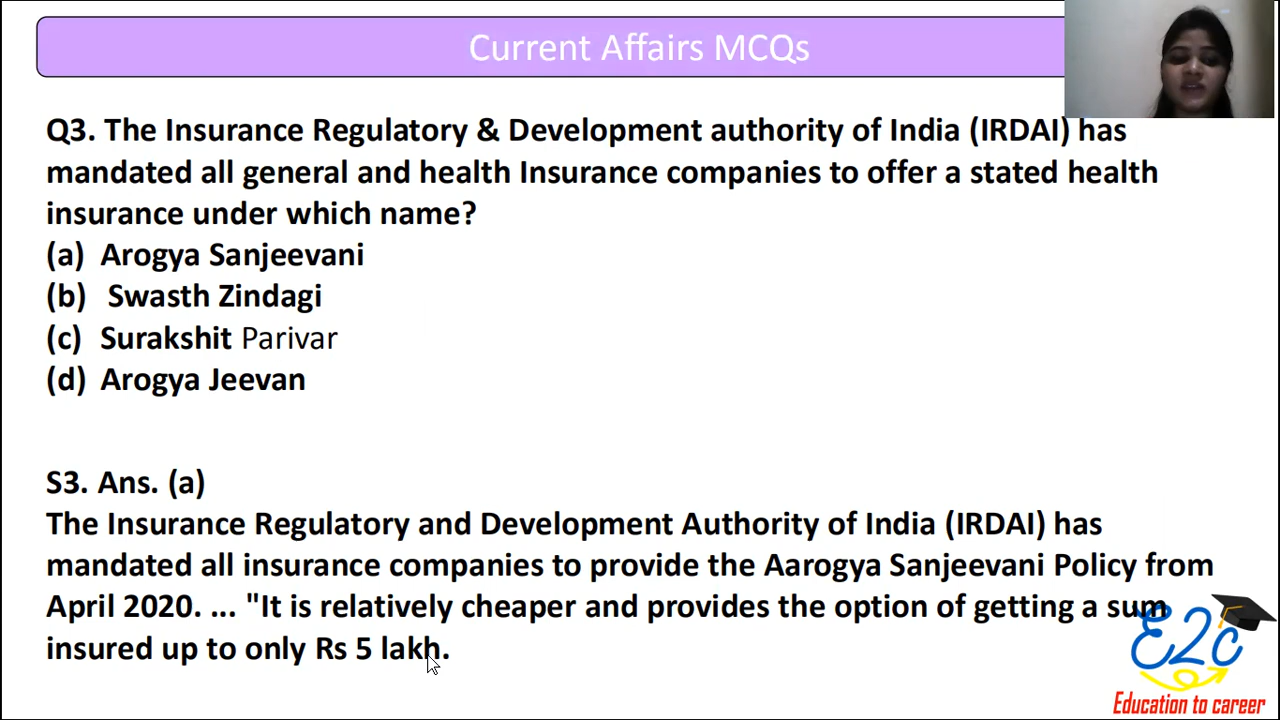 Current Affairs MCQs
Q3. The Insurance Regulatory & Development authority of India (IRDAI) has
mandated all general and health Insurance companies to offer a stated health
insurance under which name?
(a) Arogya Sanjeevani
(b) Swasth Zindagi
(c) Surakshit Parivar
(d) Arogya Jeevan
S3. Ans. (a)
The Insurance Regulatory and Development Authority of India (IRDAI) has
mandated all insurance companies to provide the Aarogya Sanjeevani Policy from
April 2020. ... "It is relatively cheaper and provides the option of getting a sum
insured up to only Rs 5 lakh.
E2c
Education to career